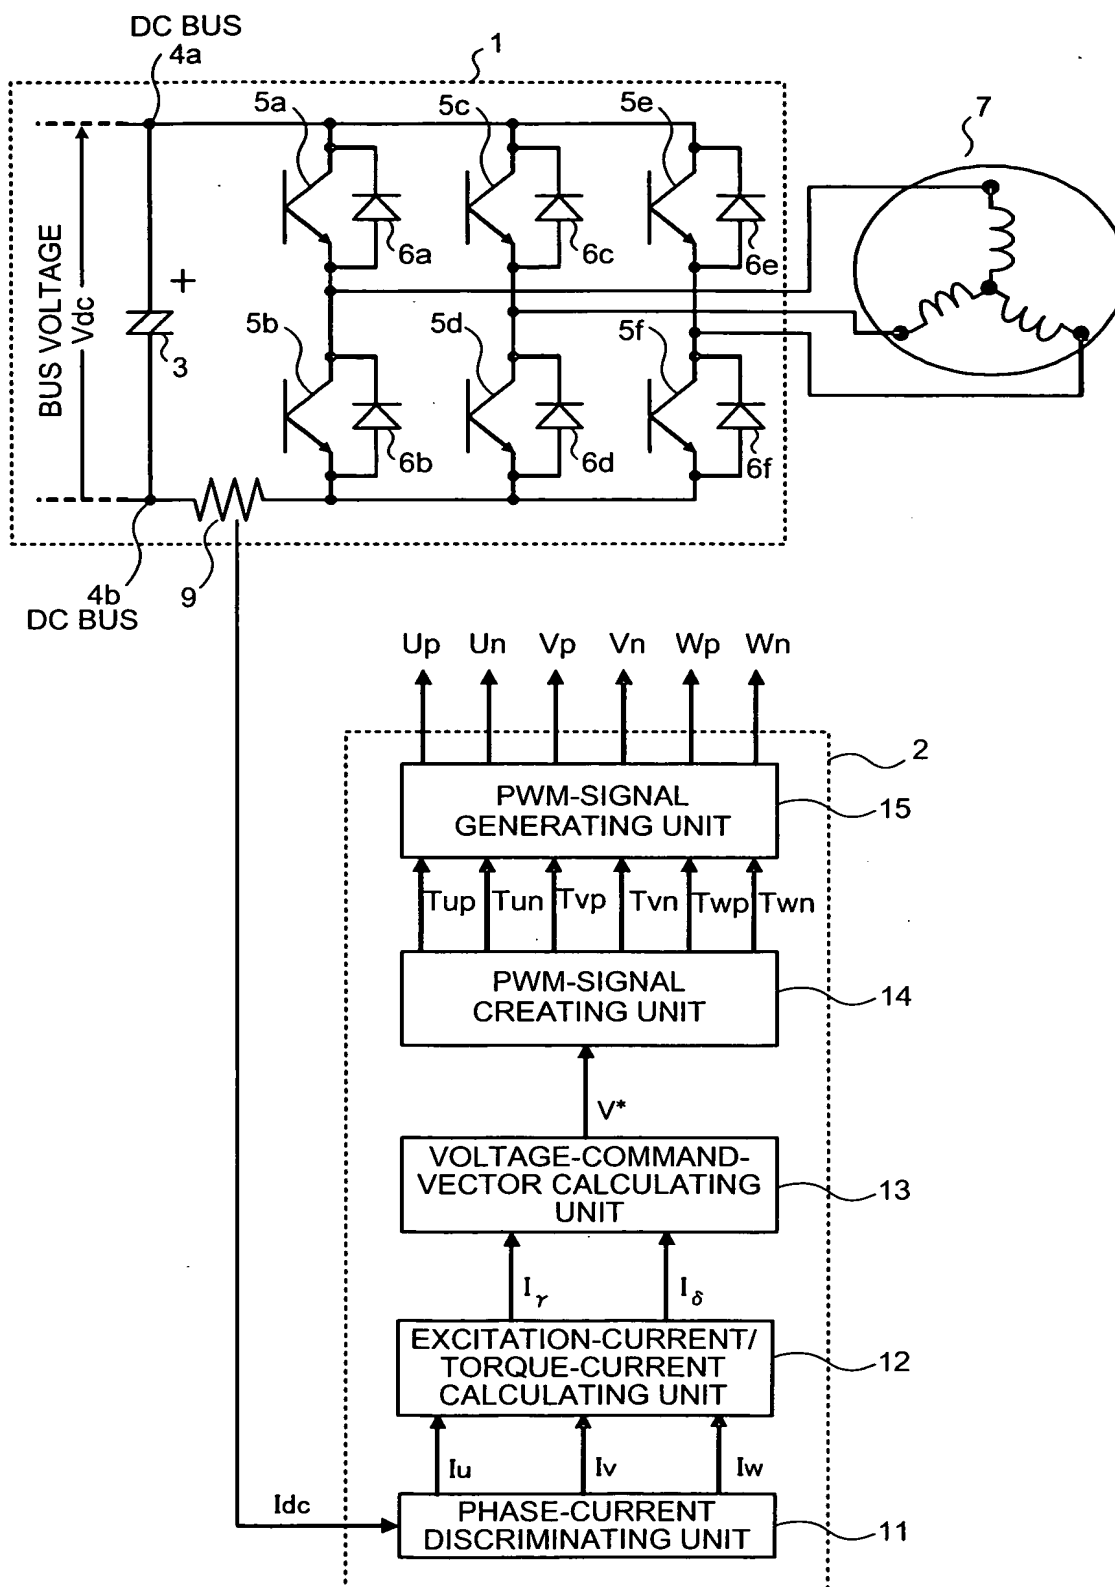 DC BUS
4a
1
5a
5c
5e
7
BUS VOLTAGE
Vdc
+
3
6a
6c
6e
5b
5d
5f
6b
6d
6f
4b
DC BUS
9
Up Un Vp Vn Wp Wn
2
PWM-SIGNAL
GENERATING UNIT
15
Tup Tun Tvp Tvn Twp Twn
PWM-SIGNAL
CREATING UNIT
14
V*
VOLTAGE-COMMAND-
VECTOR CALCULATING
UNIT
13
Iγ Iδ
EXCITATION-CURRENT/
TORQUE-CURRENT
CALCULATING UNIT
12
Iu Iv Iw
Idc
PHASE-CURRENT
DISCRIMINATING UNIT
11